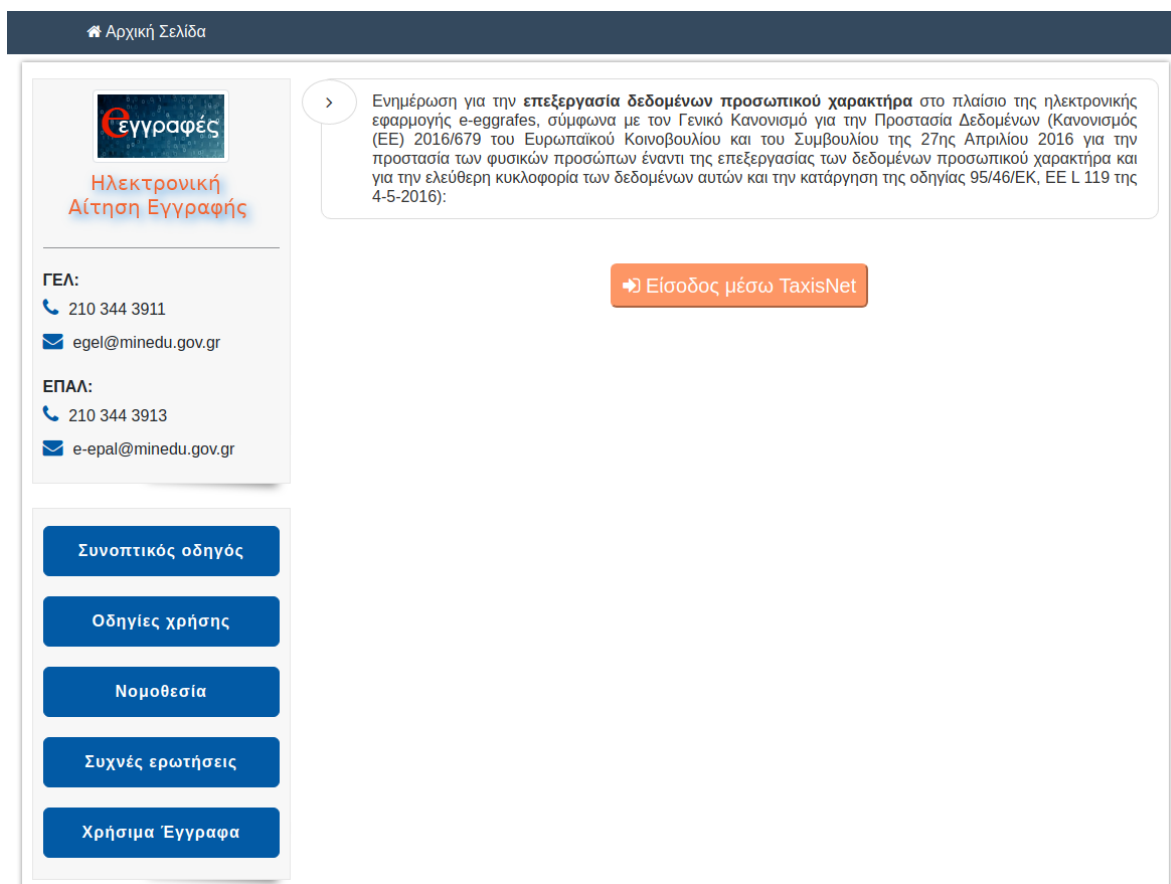 Αρχική Σελίδα
eεγγραφές
Ηλεκτρονική
Αίτηση Εγγραφής
ΓΕΛ:
210 344 3911
egel@minedu.gov.gr
ΕΠΑΛ:
210 344 3913
e-epal@minedu.gov.gr
Συνοπτικός οδηγός
Οδηγίες χρήσης
Νομοθεσία
Συχνές ερωτήσεις
Χρήσιμα Έγγραφα
Ενημέρωση για την επεξεργασία δεδομένων προσωπικού χαρακτήρα στο πλαίσιο της ηλεκτρονικής
εφαρμογής e-eggrafes, σύμφωνα με τον Γενικό Κανονισμό για την Προστασία Δεδομένων (Κανονισμός
(ΕΕ) 2016/679 του Ευρωπαϊκού Κοινοβουλίου και του Συμβουλίου της 27ης Απριλίου 2016 για την
προστασία των φυσικών προσώπων έναντι της επεξεργασίας των δεδομένων προσωπικού χαρακτήρα και
για την ελεύθερη κυκλοφορία των δεδομένων αυτών και την κατάργηση της οδηγίας 95/46/ΕΚ, ΕΕ L 119 της
4-5-2016):
Είσοδος μέσω TaxisNet